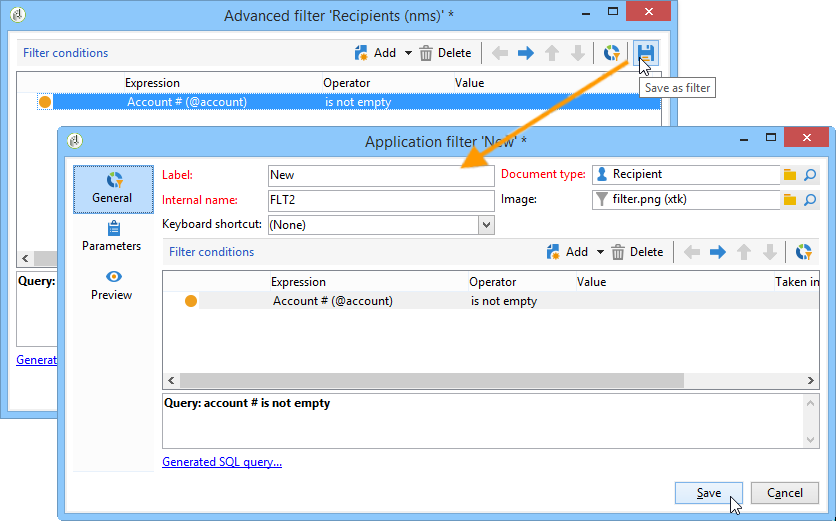 Advanced filter 'Recipients (nms)' *
Filter conditions Add Delete
Save as filter
Expression Operator Value
Account # (@account) is not empty
Query:
Generat
Application filter 'New' *
General
Parameters
Preview
Label: New Document type: Recipient
Internal name: FLT2 Image: filter.png (xtk)
Keyboard shortcut: (None)
Filter conditions Add Delete
Expression Operator Value Taken in
Account # (@account) is not empty
Query: account # is not empty
Generated SQL query...
Save Cancel